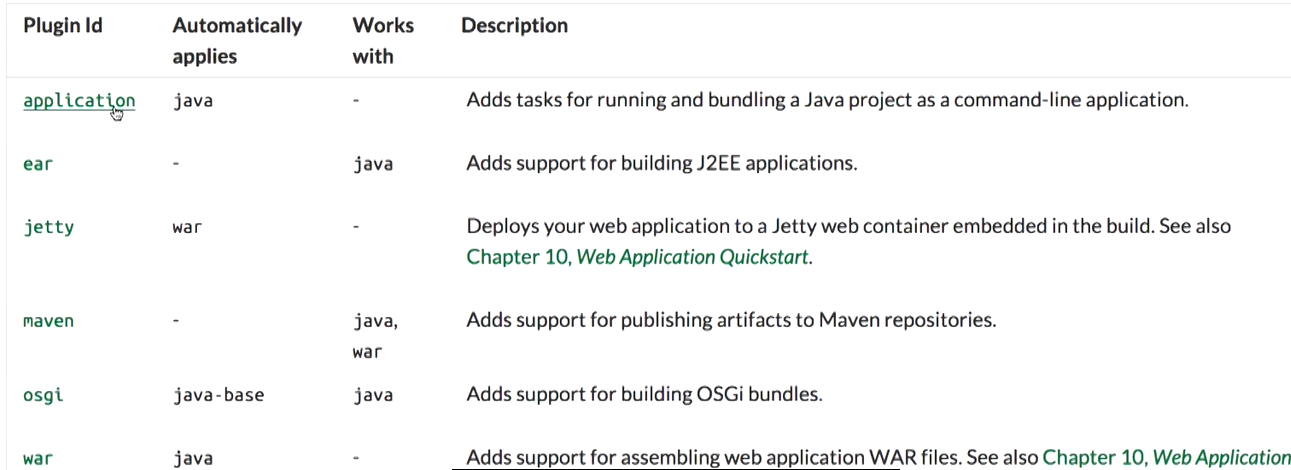 Plugin Id Automatically applies Works with Description
application java - Adds tasks for running and bundling a Java project as a command-line application.
ear - java Adds support for building J2EE applications.
jetty war - Deploys your web application to a Jetty web container embedded in the build. See also
Chapter 10, Web Application Quickstart.
maven - java, Adds support for publishing artifacts to Maven repositories.
war
osgi java-base java Adds support for building OSGi bundles.
war java - Adds support for assembling web application WAR files. See also Chapter 10, Web Application